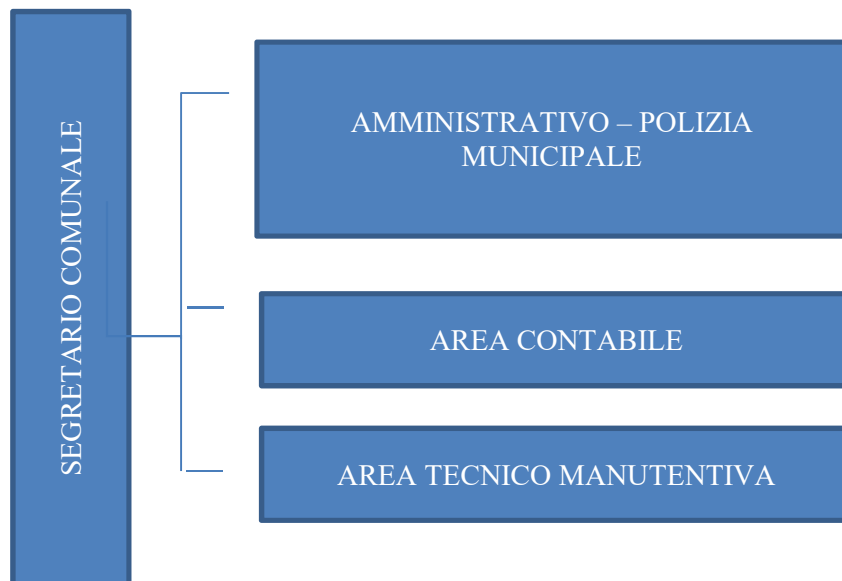 SEGRETARIO COMUNALE
AMMINISTRATIVO – POLIZIA
MUNICIPALE
AREA CONTABILE
AREA TECNICO MANUTENTIVA